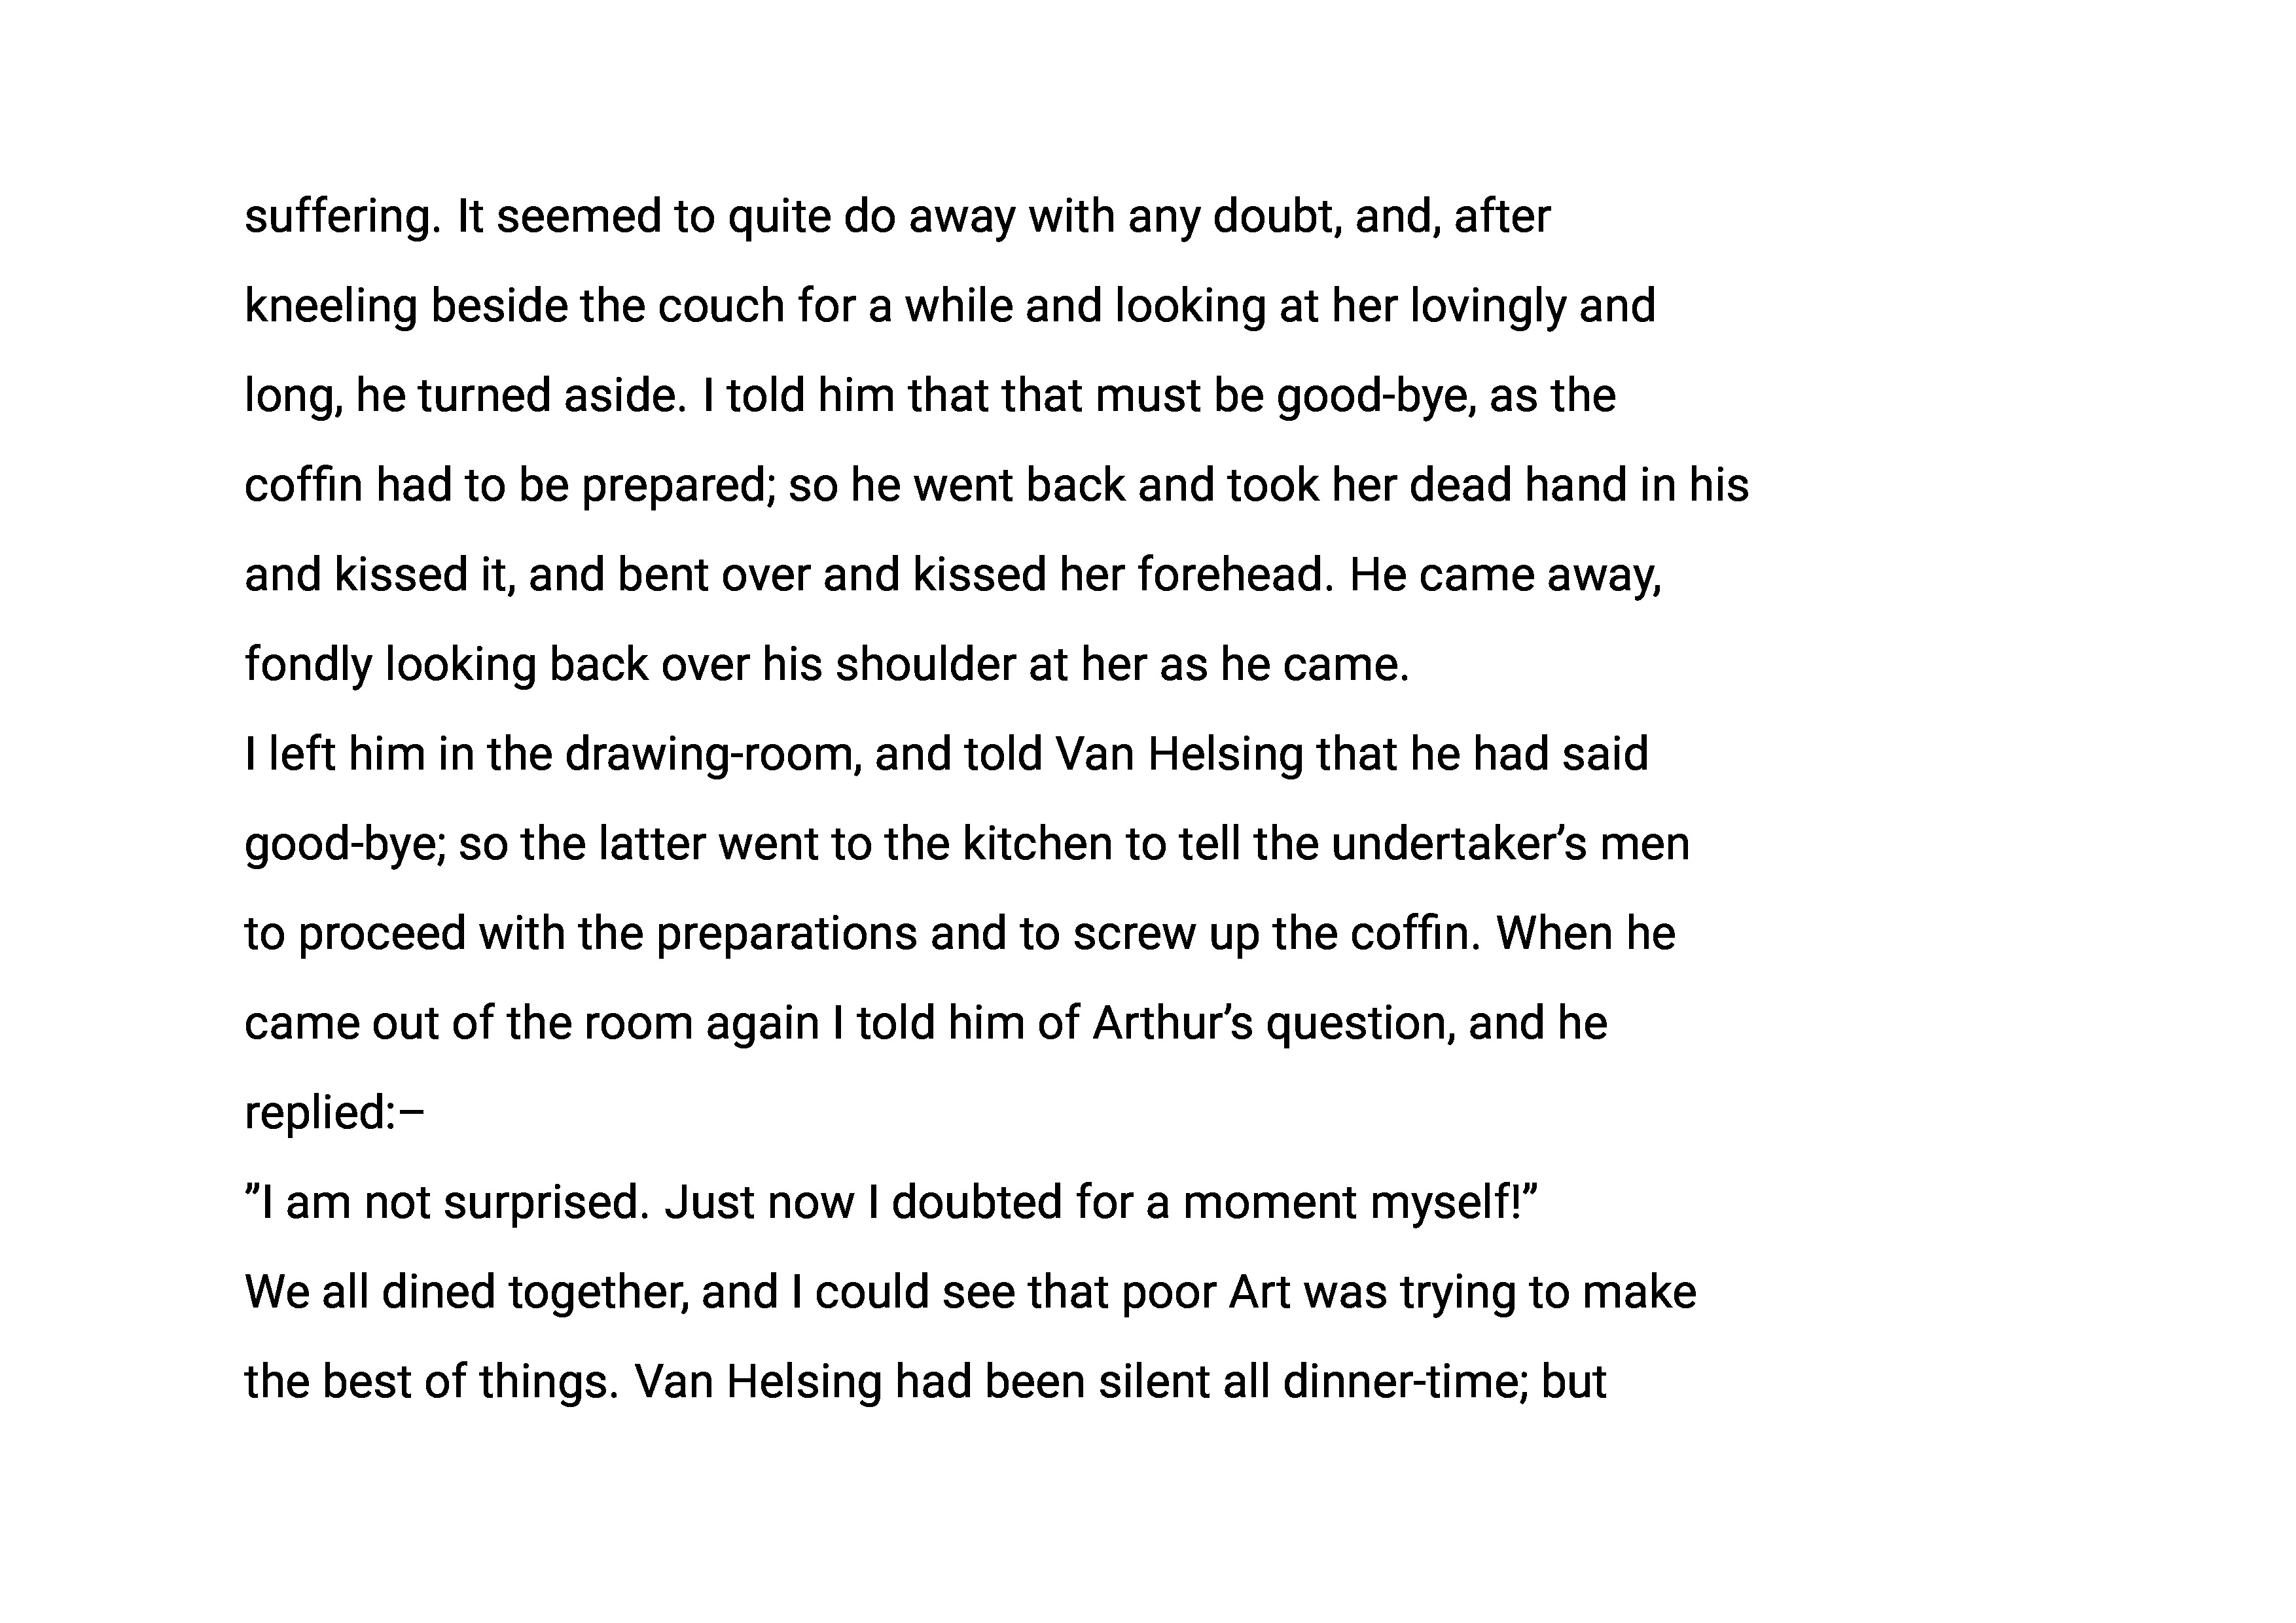 suffering. It seemed to quite do away with any doubt, and, after
kneeling beside the couch for a while and looking at her lovingly and
long, he turned aside. I told him that that must be good-bye, as the
coffin had to be prepared; so he went back and took her dead hand in his
and kissed it, and bent over and kissed her forehead. He came away,
fondly looking back over his shoulder at her as he came.
I left him in the drawing-room, and told Van Helsing that he had said
good-bye; so the latter went to the kitchen to tell the undertaker’s men
to proceed with the preparations and to screw up the coffin. When he
came out of the room again I told him of Arthur’s question, and he
replied:–
”I am not surprised. Just now I doubted for a moment myself!”
We all dined together, and I could see that poor Art was trying to make
the best of things. Van Helsing had been silent all dinner-time; but